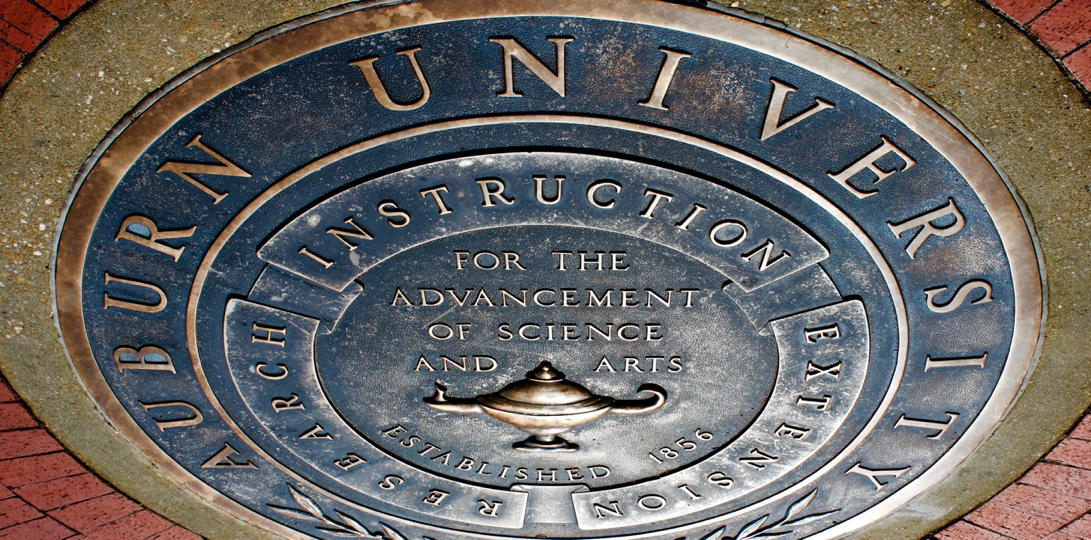 AUBURN UNIVERSITY
INSTRUCTION
FOR THE
ADVANCEMENT
OF SCIENCE
AND ARTS
ESTABLISHED 1856
RESEARCH
EXTENSION